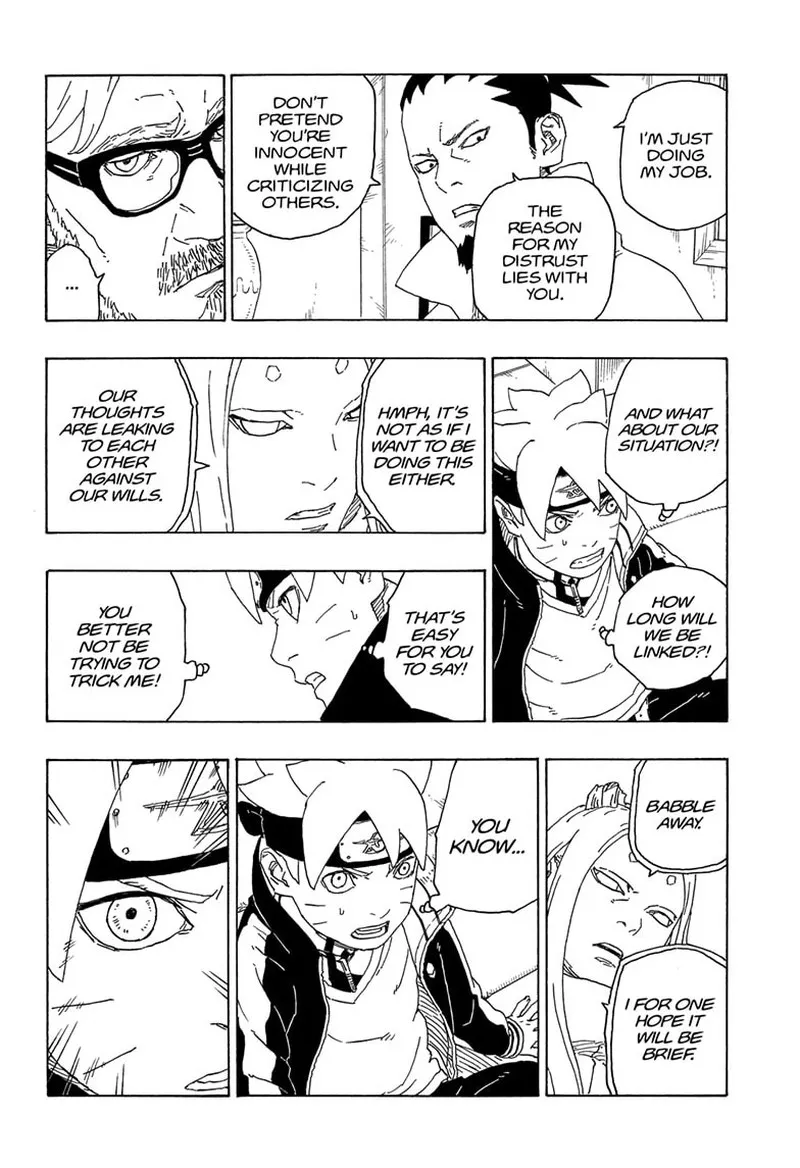 I'M JUST
DOING
MY JOB.
THE
REASON
FOR MY
DISTRUST
LIES WITH
YOU.
DON'T
PRETEND
YOU'RE
INNOCENT
WHILE
CRITICIZING
OTHERS.
...
AND WHAT
ABOUT OUR
SITUATION?!
HOW
LONG WILL
WE BE
LINKED?!
HMPH, IT'S
NOT AS IF I
WANT TO BE
DOING THIS
EITHER.
OUR
THOUGHTS
ARE LEAKING
TO EACH
OTHER
AGAINST
OUR WILLS.
THAT'S
EASY
FOR YOU
TO SAY!
YOU
BETTER
NOT BE
TRYING TO
TRICK ME!
BABBLE
AWAY.
I FOR ONE
HOPE IT
WILL BE
BRIEF.
YOU
KNOW...